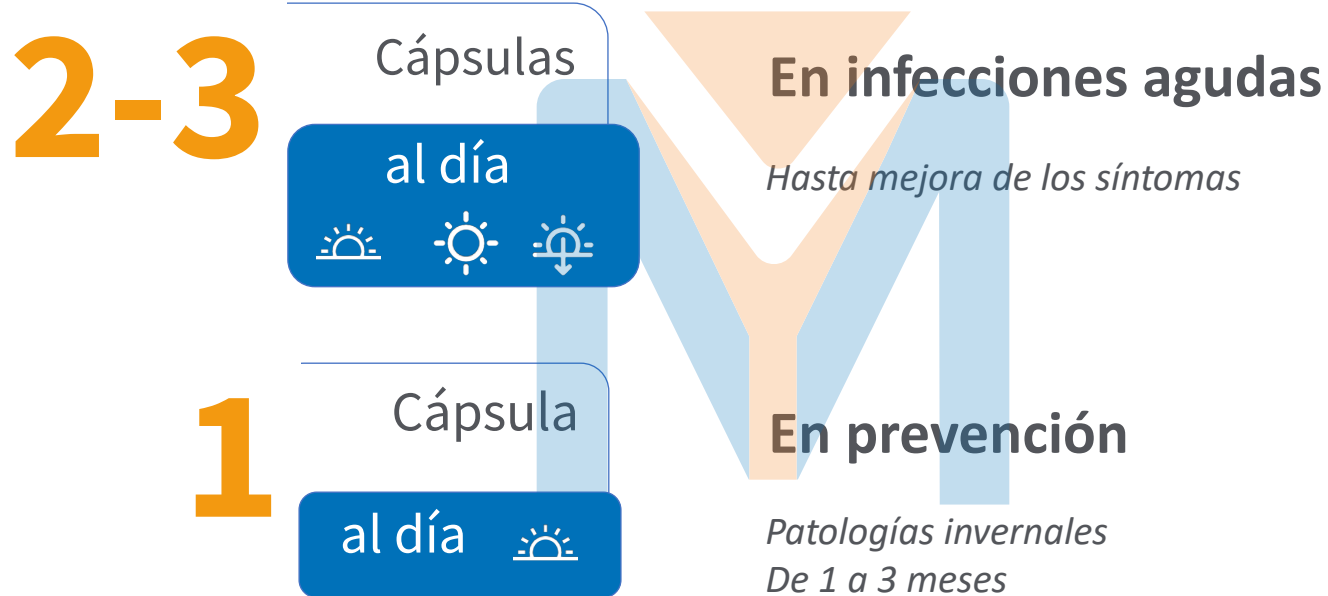 2-3
Cápsulas
al día
En infecciones agudas
Hasta mejora de los síntomas
1
Cápsula
al día
En prevención
Patologías invernales
De 1 a 3 meses